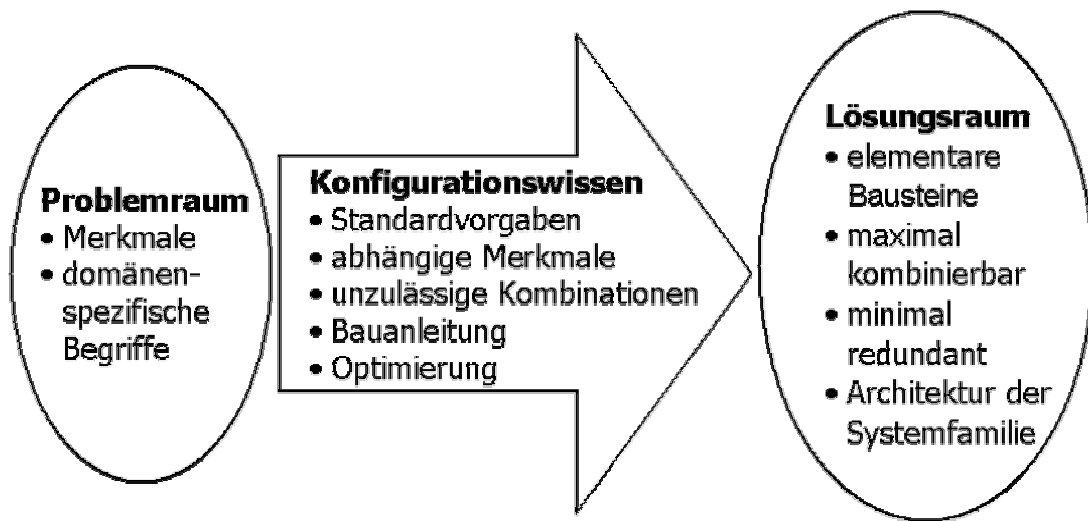 Problemraum
• Merkmale
• domänen-
spezifische
Begriffe
Konfigurationswissen
• Standardvorgaben
• abhängige Merkmale
• unzulässige Kombinationen
• Bauanleitung
• Optimierung
Lösungsraum
• elementare
Bausteine
• maximal
kombinierbar
• minimal
redundant
• Architektur der
Systemfamilie